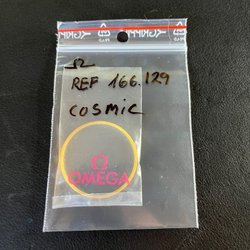 Ω
REF 166.129
COSMIC
Ω
OMEGA